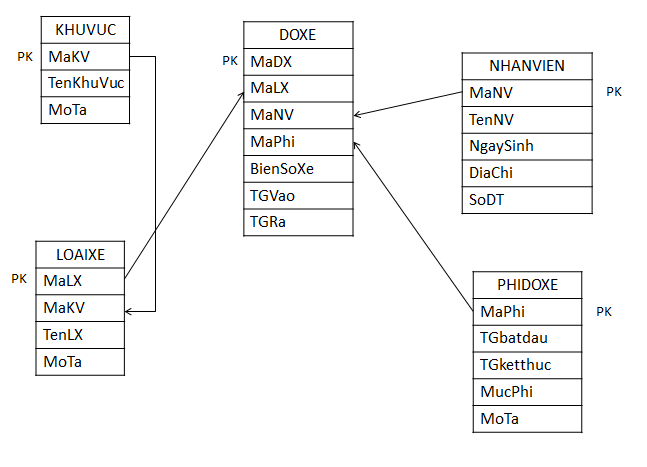 KHUVUC
PK
MaKV
TenKhuVuc
MoTa
DOXE
PK
MaDX
MaLX
MaNV
MaPhi
BienSoXe
TGVao
TGRa
NHANVIEN
MaNV
PK
TenNV
NgaySinh
DiaChi
SoDT
LOAIXE
PK
MaLX
MaKV
TenLX
MoTa
PHIDOXE
MaPhi
PK
TGbatdau
TGketthuc
MucPhi
MoTa